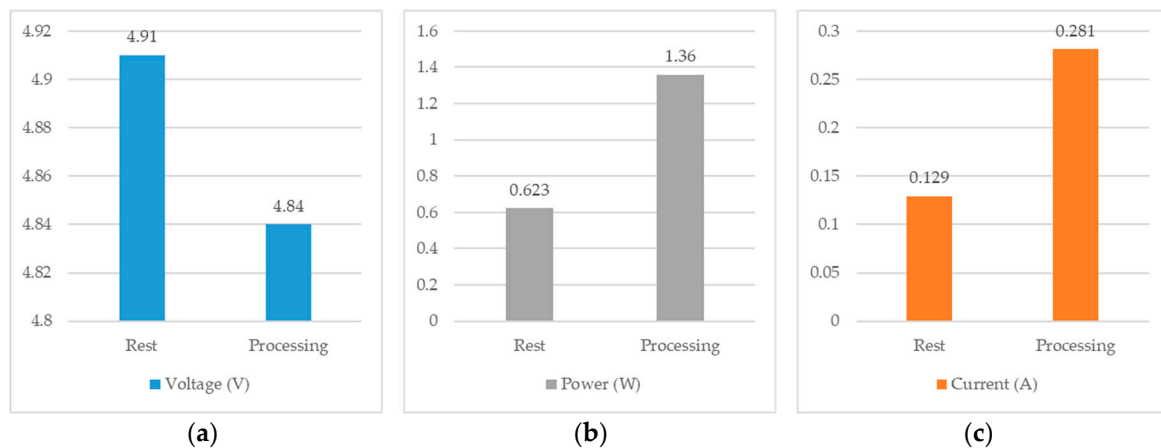 4.92
4.9
4.88
4.86
4.84
4.82
4.8
4.91
4.84
Rest
Processing
Voltage (V)
(a)
1.6
1.4
1.2
1
0.8
0.6
0.4
0.2
0
0.623
1.36
Rest
Processing
Power (W)
(b)
0.3
0.25
0.2
0.15
0.1
0.05
0
0.129
0.281
Rest
Processing
Current (A)
(c)